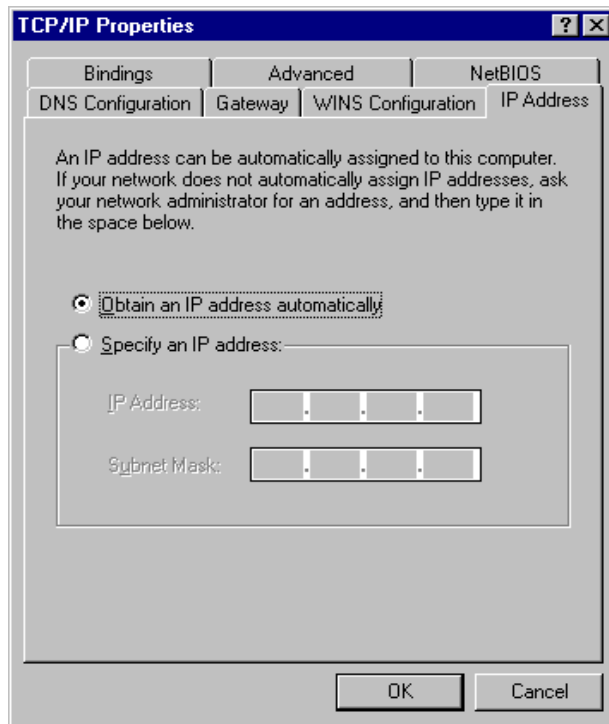 TCP/IP Properties
Bindings Advanced NetBIOS
DNS Configuration Gateway WINS Configuration IP Address
An IP address can be automatically assigned to this computer.
If your network does not automatically assign IP addresses, ask
your network administrator for an address, and then type it in
the space below.
Obtain an IP address automatically
Specify an IP address:
IP Address:
Subnet Mask:
OK Cancel